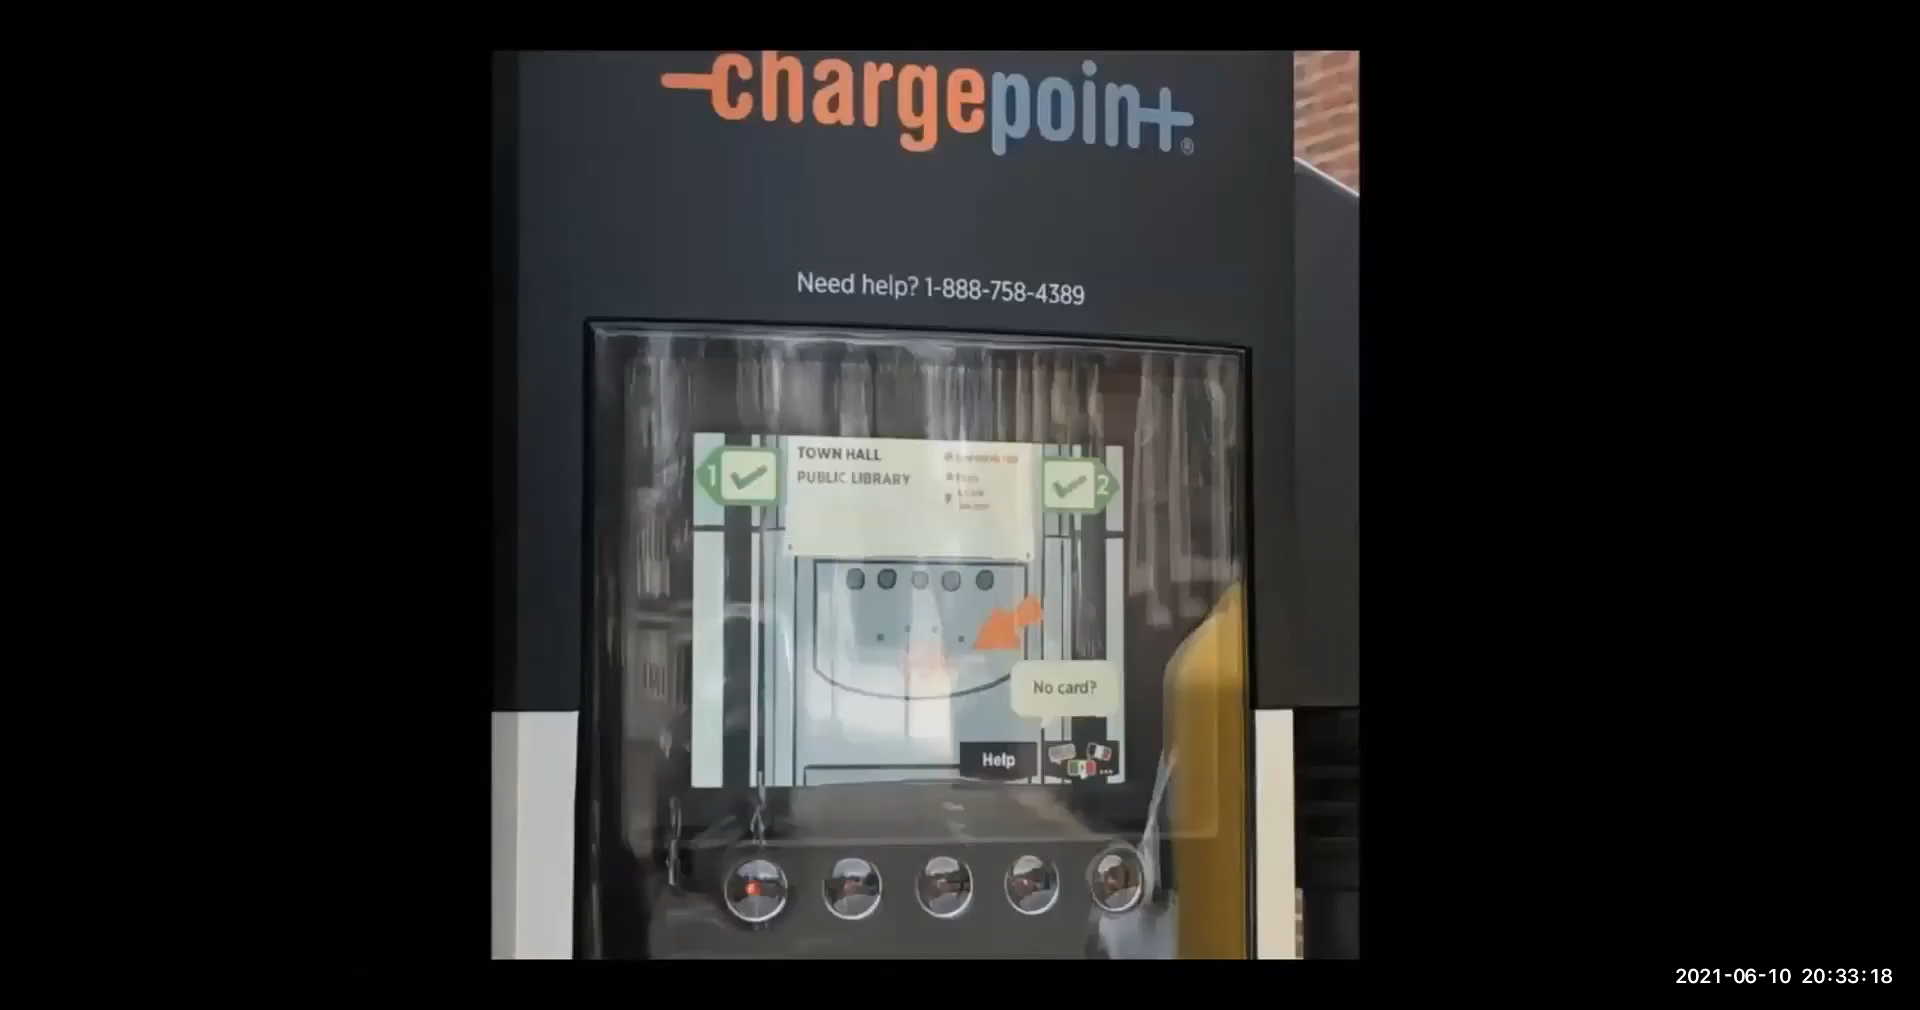 chargepoint®
Need help? 1-888-758-4389
1
TOWN HALL
PUBLIC LIBRARY
2
No card?
Help
...
2021-06-10 20:33:18